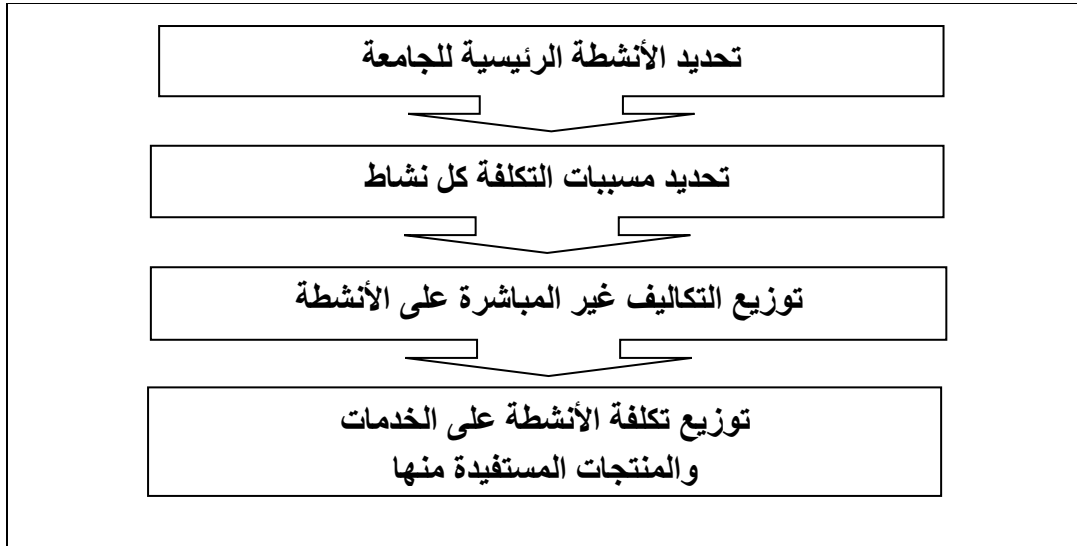 تحديد الأنشطة الرئيسية للجامعة
تحديد مسببات التكلفة كل نشاط
توزيع التكاليف غير المباشرة على الأنشطة
توزيع تكلفة الأنشطة على الخدمات
والمنتجات المستفيدة منها